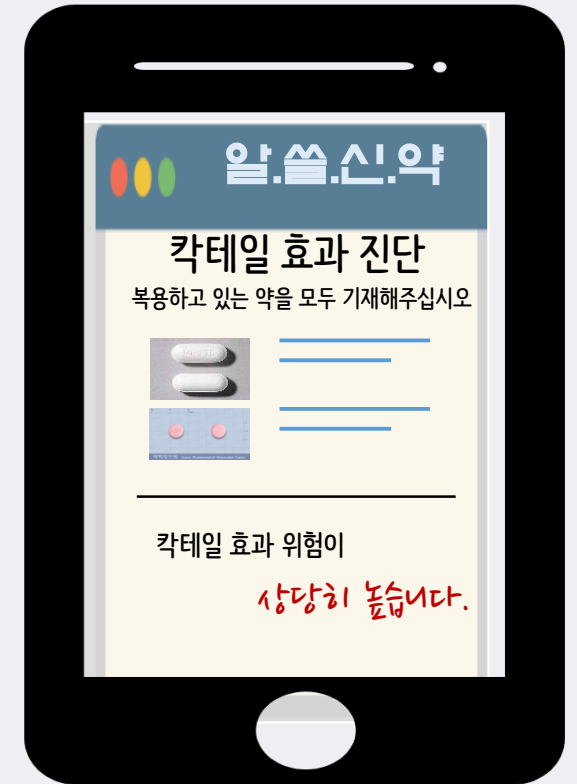 알.쓸.신.약
칵테일 효과 진단
복용하고 있는 약을 모두 기재해주십시오
칵테일 효과 위험이
상당히 높습니다.